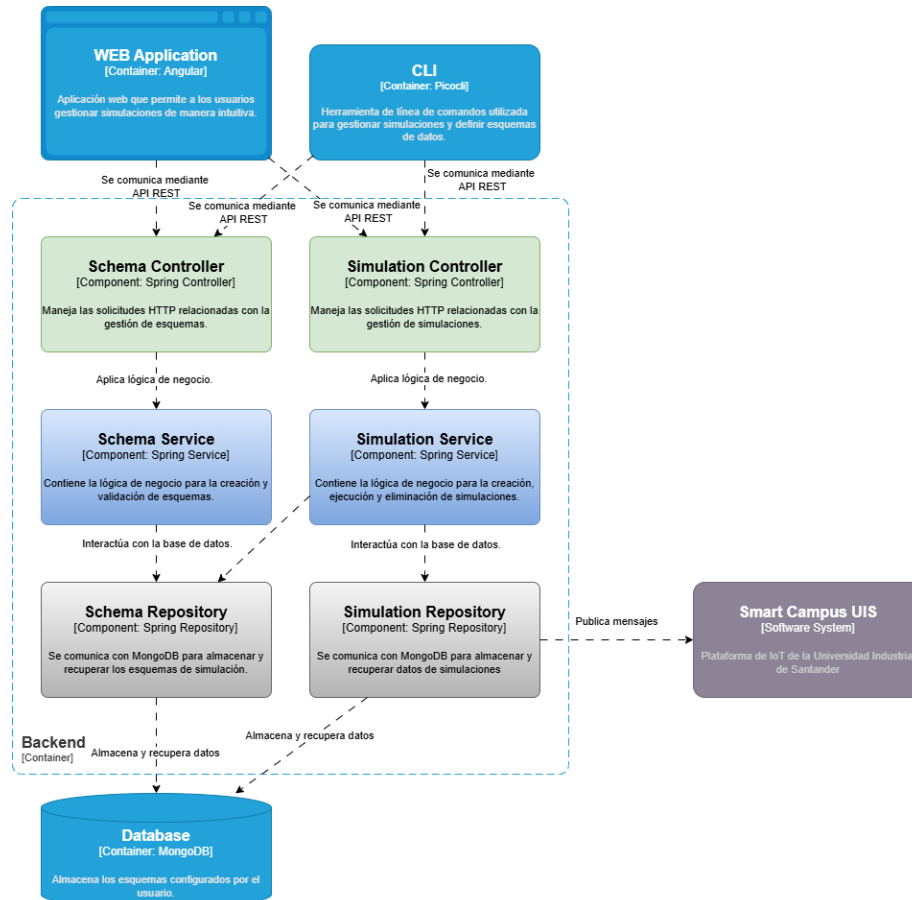 WEB Application
[Container: Angular]
Aplicación web que permite a los usuarios
gestionar simulaciones de manera intuitiva.
CLI
[Container: Picocli]
Herramienta de línea de comandos utilizada
para gestionar simulaciones y definir esquemas
de datos.
Se comunica mediante
API REST
Se comunica mediante
API REST
Se comunica mediante
API REST
Se comunica mediante
API REST
Schema Controller
[Component: Spring Controller]
Maneja las solicitudes HTTP relacionadas con la
gestión de esquemas.
Simulation Controller
[Component: Spring Controller]
Maneja las solicitudes HTTP relacionadas con la
gestión de simulaciones.
Aplica lógica de negocio.
Aplica lógica de negocio.
Schema Service
[Component: Spring Service]
Contiene la lógica de negocio para la creación y
validación de esquemas.
Simulation Service
[Component: Spring Service]
Contiene la lógica de negocio para la creación,
ejecución y eliminación de simulaciones.
Interactúa con la base de datos.
Interactúa con la base de datos.
Schema Repository
[Component: Spring Repository]
Se comunica con MongoDB para almacenar y
recuperar los esquemas de simulación.
Simulation Repository
[Component: Spring Repository]
Se comunica con MongoDB para almacenar y
recuperar datos de simulaciones
Publica mensajes
Smart Campus UIS
[Software System]
Plataforma de IoT de la Universidad Industrial
de Santander
Backend
[Container]
Almacena y recupera datos
Almacena y recupera datos
Database
[Container: MongoDB]
Almacena los esquemas configurados por el
usuario.